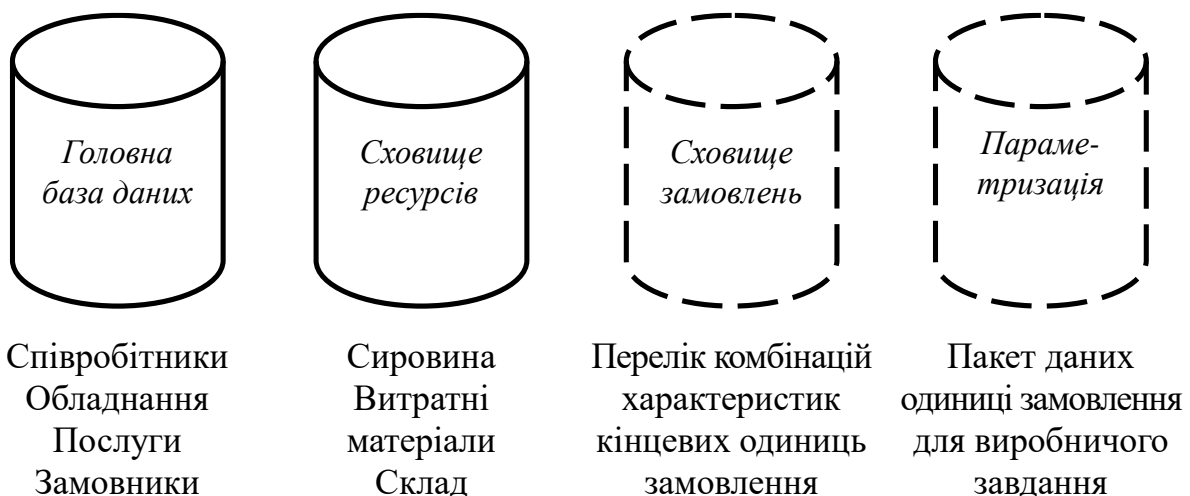 Головна
база даних
Сховище
ресурсів
Сховище
замовлень
Параме-
тризація
Співробітники
Обладнання
Послуги
Замовники
Сировина
Витратні
матеріали
Склад
Перелік комбінацій
характеристик
кінцевих одиниць
замовлення
Пакет даних
одиниці замовлення
для виробничого
завдання